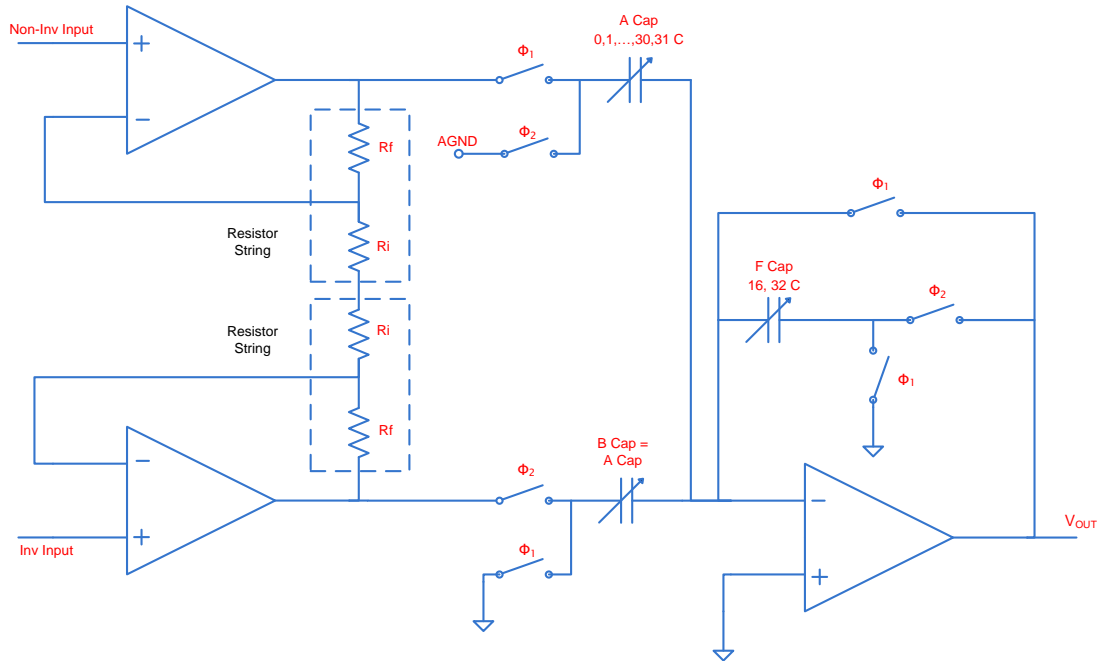 Non-Inv Input
+
−
Rf
Resistor
String
Ri
Resistor
String
Ri
Rf
−
+
Inv Input
Φ1
AGND
Φ2
A Cap
0,1,…,30,31 C
Φ1
F Cap
16, 32 C
Φ2
Φ1
Φ2
Φ1
B Cap =
A Cap
−
+
VOUT